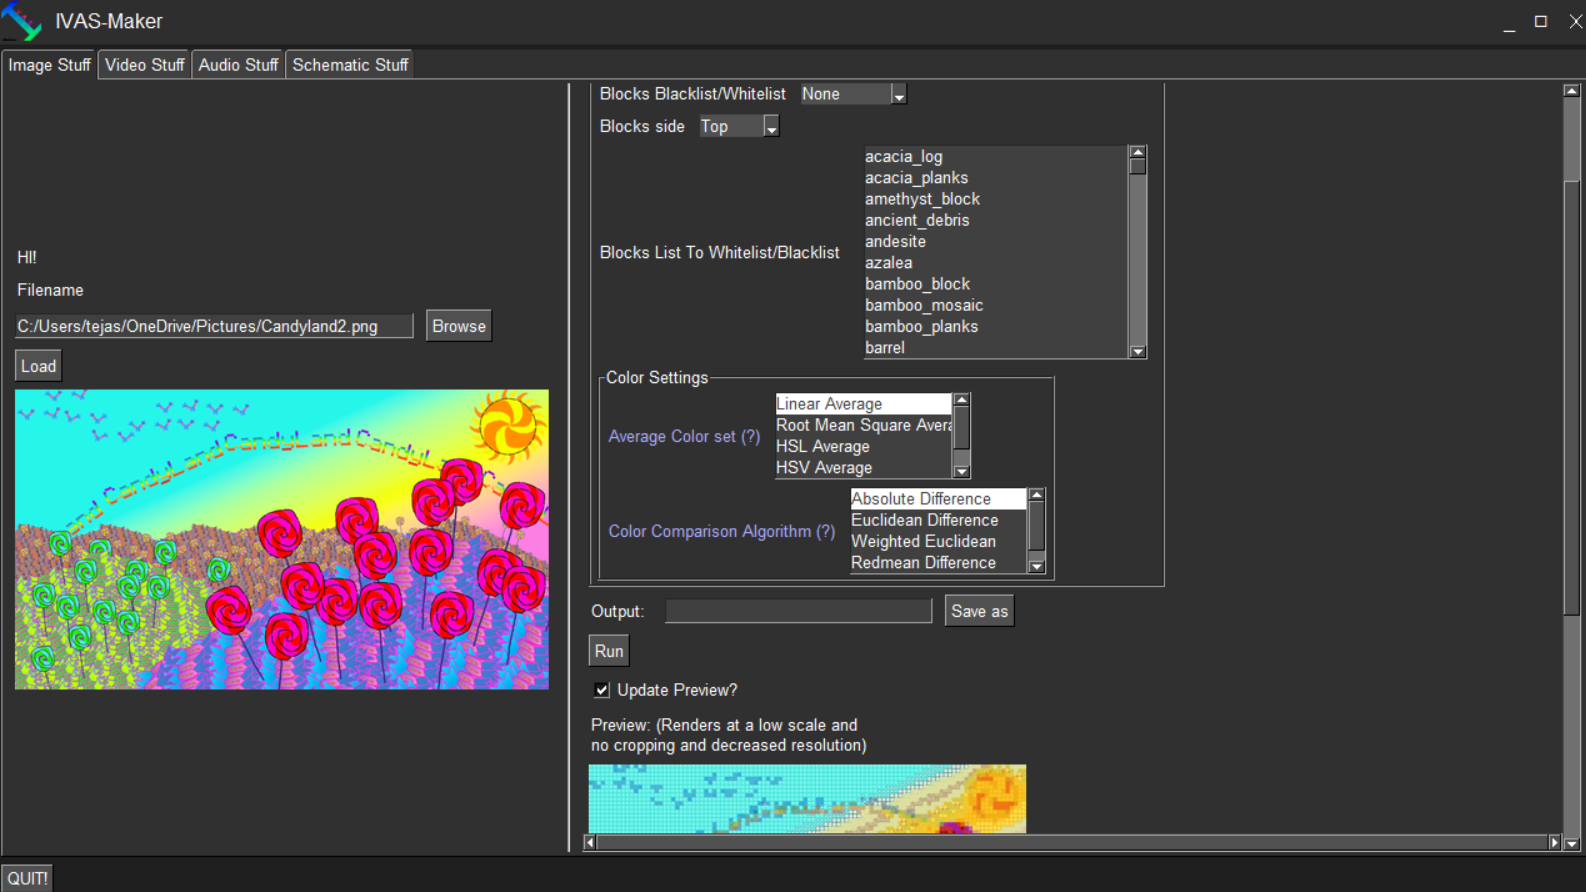 IVAS-Maker
Image Stuff
Video Stuff
Audio Stuff
Schematic Stuff
HI!
Filename
C:/Users/tejas/OneDrive/Pictures/Candyland2.png
Browse
Load
and CandyLand CandyLand CandyL
Blocks Blacklist/Whitelist
None
Blocks side
Top
Blocks List To Whitelist/Blacklist
acacia_log
acacia_planks
amethyst_block
ancient_debris
andesite
azalea
bamboo_block
bamboo_mosaic
bamboo_planks
barrel
Color Settings
Average Color set (?)
Linear Average
Root Mean Square Avera
HSL Average
HSV Average
Color Comparison Algorithm (?)
Absolute Difference
Euclidean Difference
Weighted Euclidean
Redmean Difference
Output:
Save as
Run
Update Preview?
Preview: (Renders at a low scale and
no cropping and decreased resolution)
QUIT!